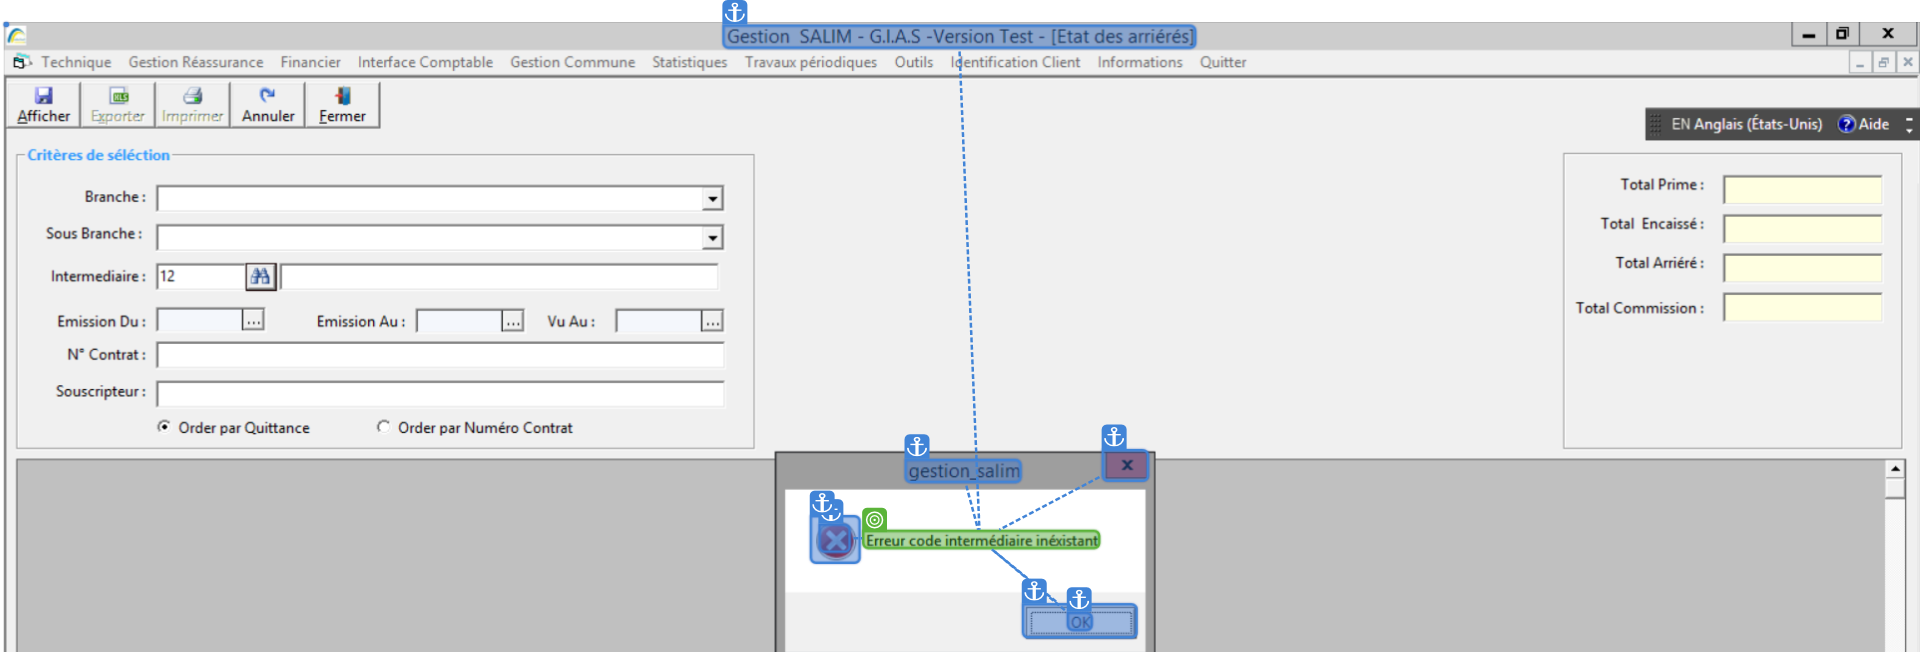 Gestion SALIM - G.I.A.S -Version Test - [Etat des arriérés]
Technique Gestion Réassurance Financier Interface Comptable Gestion Commune Statistiques Travaux périodiques Outils Identification Client Informations Quitter
Afficher Exporter Imprimer Annuler Fermer
EN Anglais (États-Unis) ? Aide
Critères de séléction
Branche :
Sous Branche :
Intermediaire : 12
Emission Du : ... Emission Au : ... Vu Au : ...
N° Contrat :
Souscripteur :
Order par Quittance Order par Numéro Contrat
Total Prime :
Total Encaissé :
Total Arriéré :
Total Commission :
gestion_salim
Erreur code intermédiaire inéxistant
OK